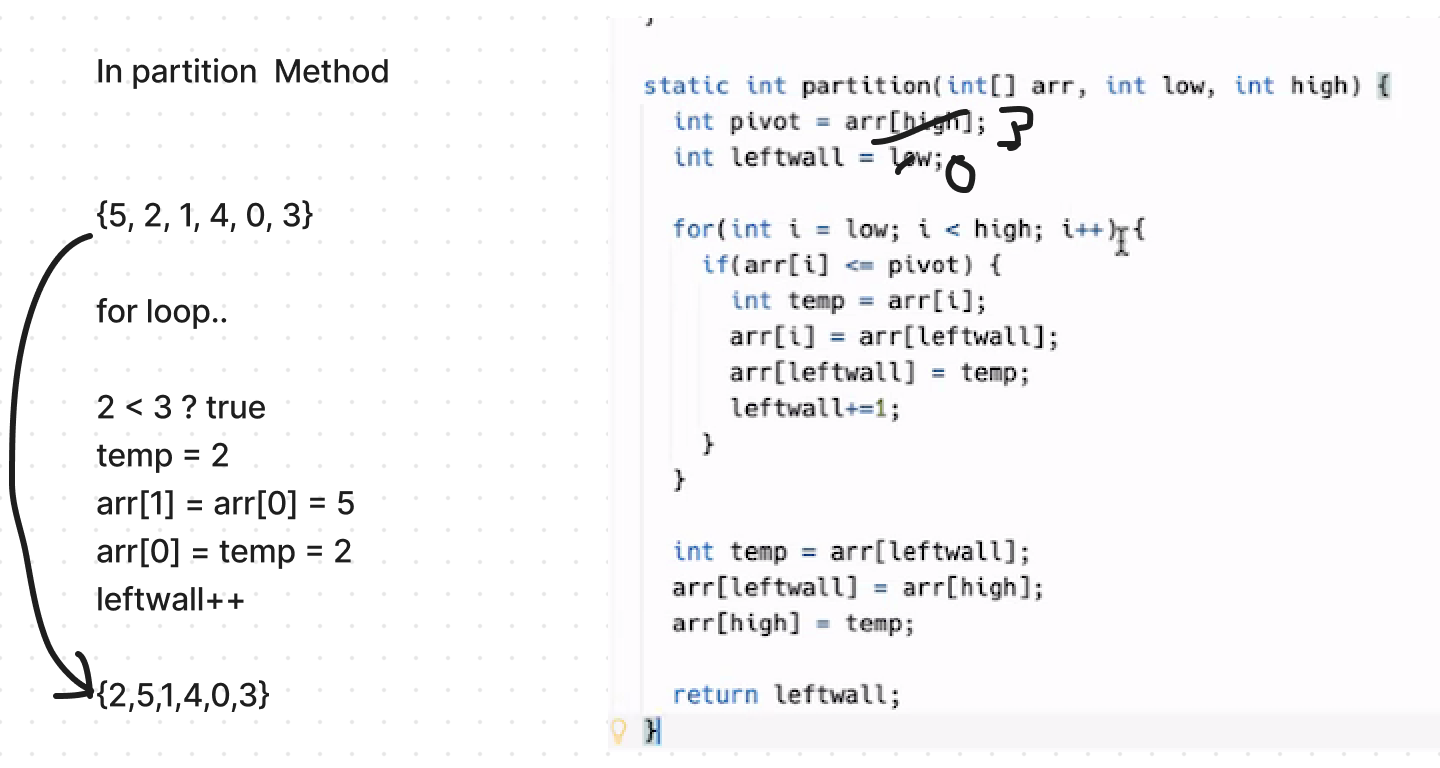 In partition  Method
{5, 2, 1, 4, 0, 3}
for loop..
2 < 3 ? true
temp = 2
arr[1] = arr[0] = 5
arr[0] = temp = 2
leftwall++
{2,5,1,4,0,3}
}
static int partition(int[] arr, int low, int high) {
int pivot = arr[high]; 3
int leftwall = low; 0
for(int i = low; i < high; i++) {
if(arr[i] <= pivot) {
int temp = arr[i];
arr[i] = arr[leftwall];
arr[leftwall] = temp;
leftwall+=1;
}
}
int temp = arr[leftwall];
arr[leftwall] = arr[high];
arr[high] = temp;
return leftwall;
}